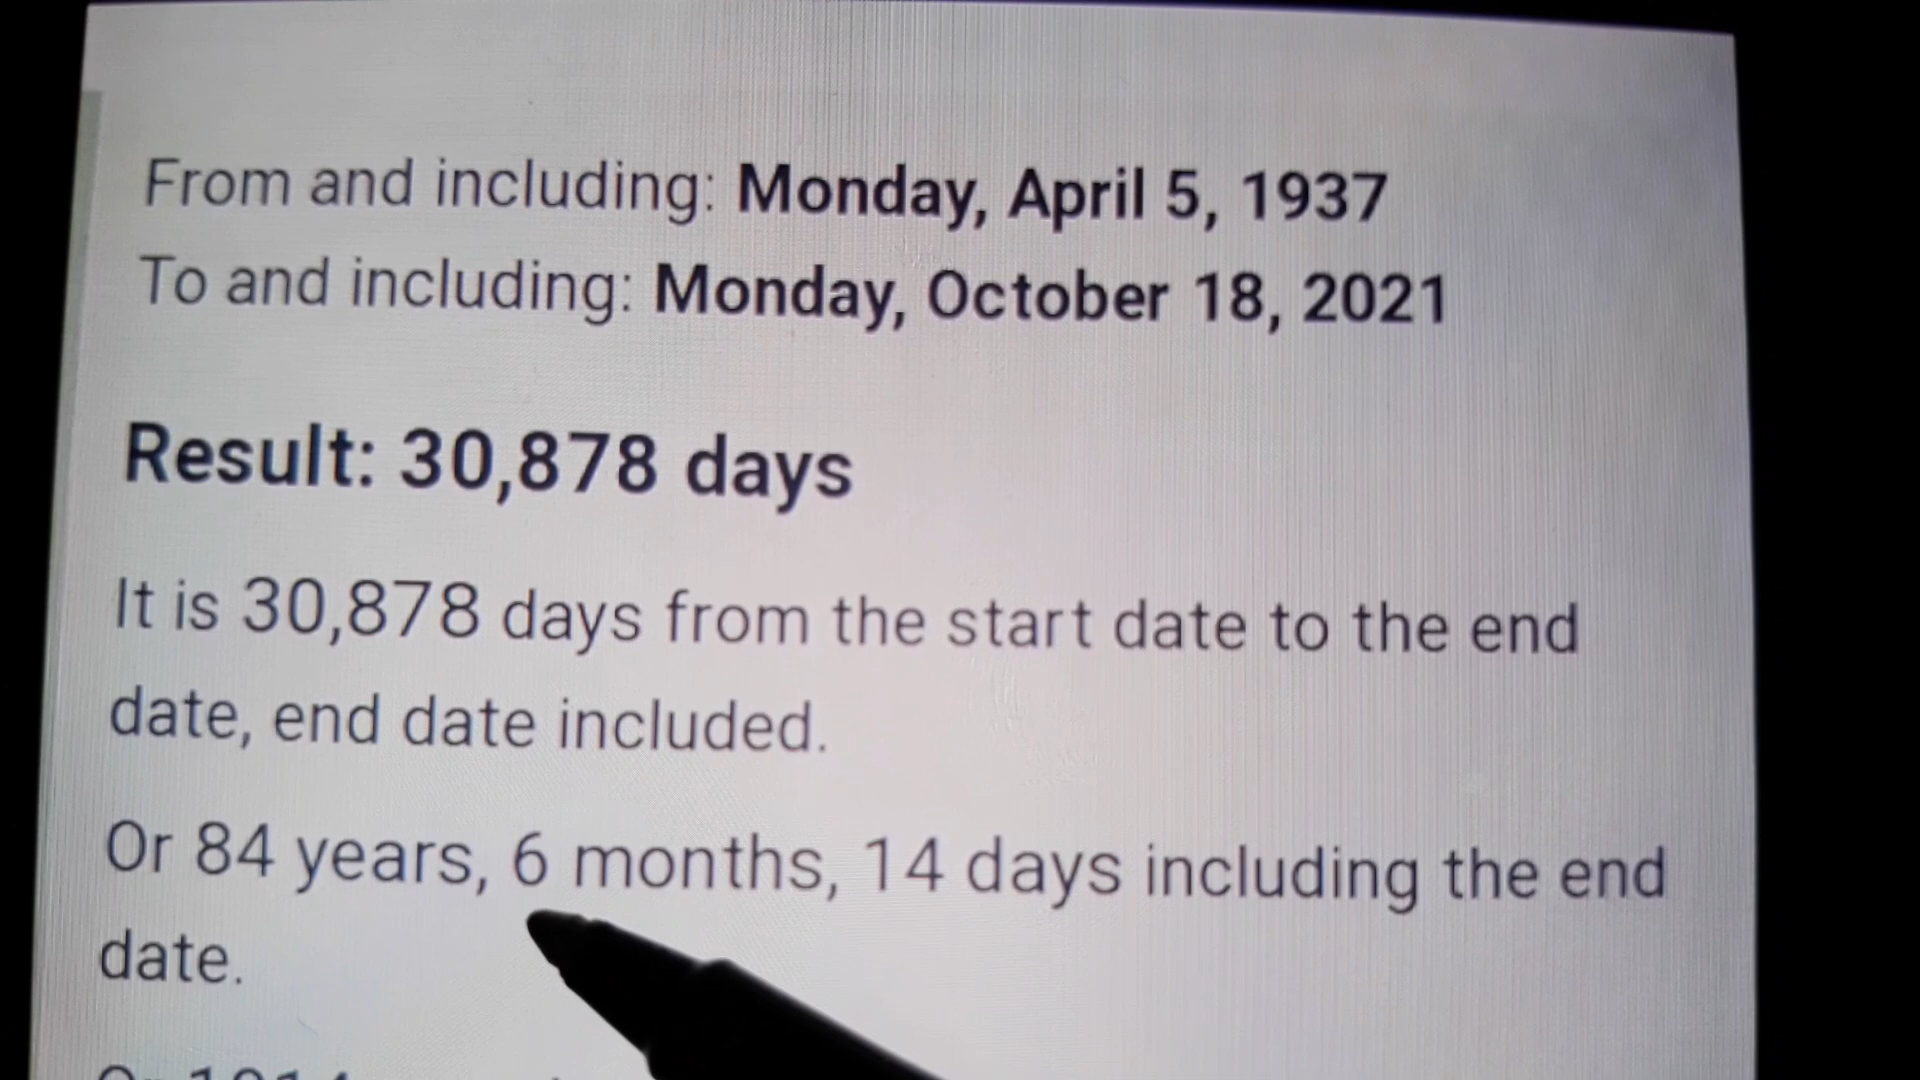 From and including: Monday, April 5, 1937
To and including: Monday, October 18, 2021
Result: 30,878 days
It is 30,878 days from the start date to the end
date, end date included.
Or 84 years, 6 months, 14 days including the end
date.